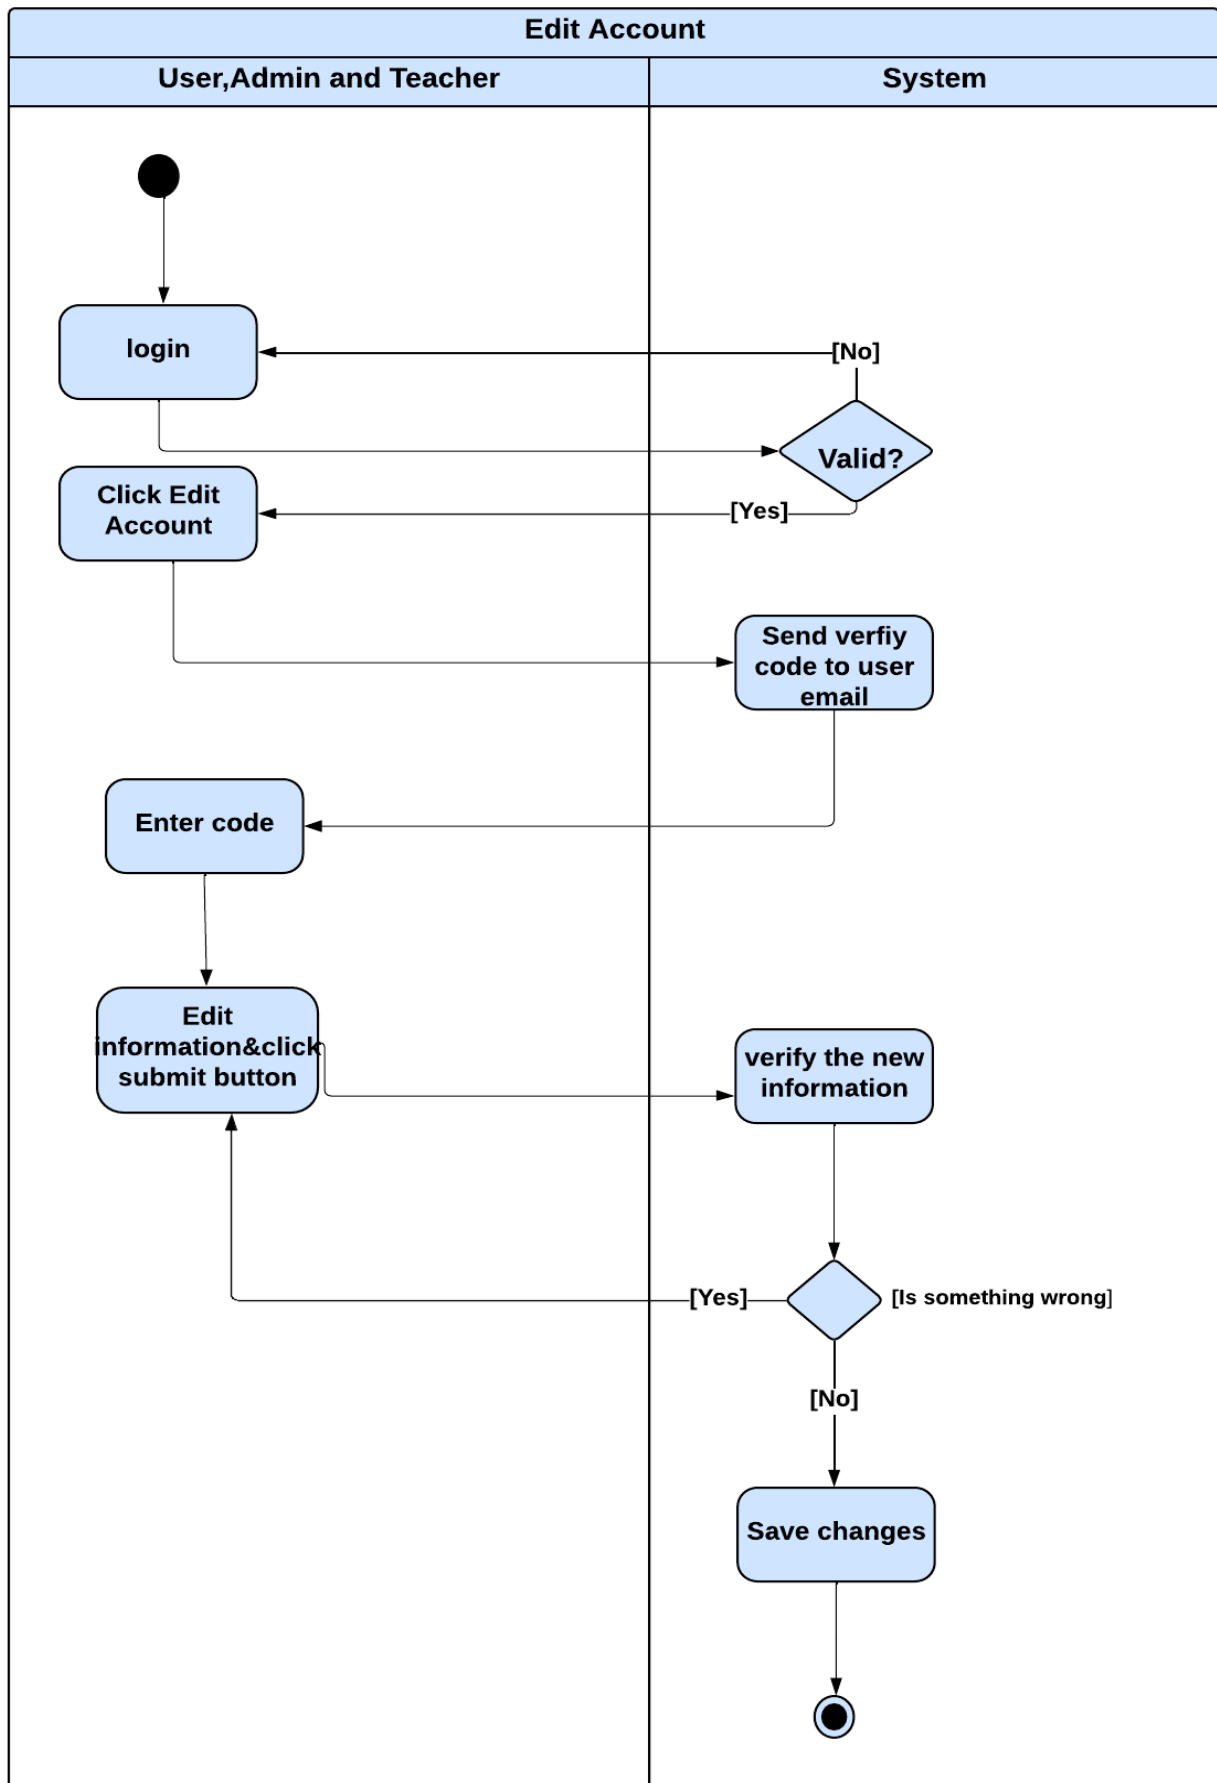 Edit Account
User,Admin and Teacher
System
login
[No]
Valid?
Click Edit
Account
[Yes]
Send verfiy
code to user
email
Enter code
Edit
information&click
submit button
verify the new
information
[Yes]
[Is something wrong]
[No]
Save changes